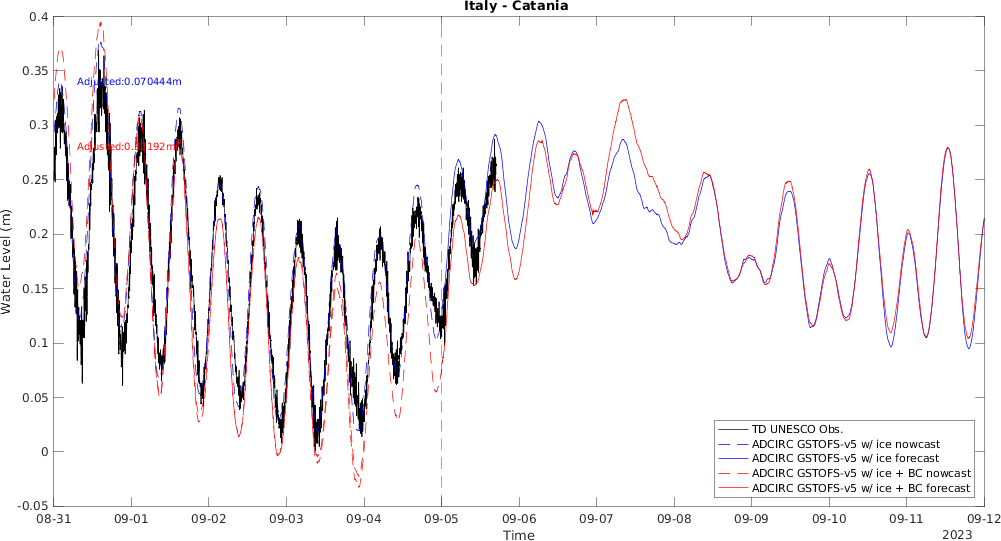 Italy - Catania
0.4
0.35
0.3
0.25
0.2
0.15
0.1
0.05
0
-0.05
Water Level (m)
Adjusted:0.070444m
TD UNESCO Obs.
ADCIRC GSTOFS-v5 w/ ice nowcast
ADCIRC GSTOFS-v5 w/ ice forecast
ADCIRC GSTOFS-v5 w/ ice + BC nowcast
ADCIRC GSTOFS-v5 w/ ice + BC forecast
08-31 09-01 09-02 09-03 09-04 09-05 09-06 09-07 09-08 09-09 09-10 09-11 09-12
Time
2023